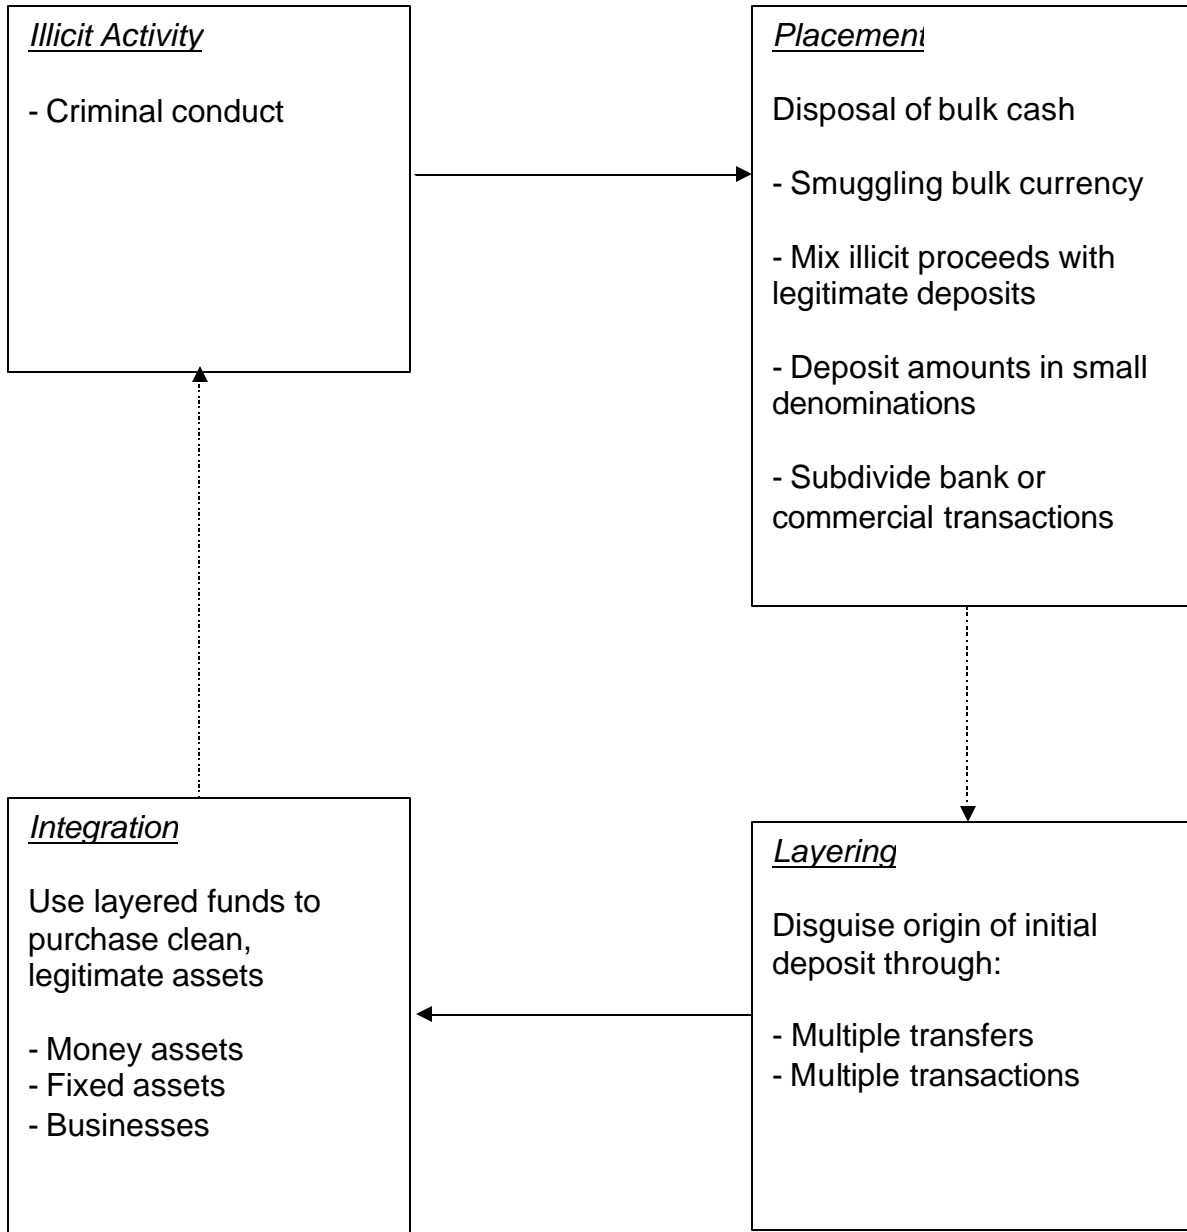 Illicit Activity
- Criminal conduct
Placement
Disposal of bulk cash
- Smuggling bulk currency
- Mix illicit proceeds with
legitimate deposits
- Deposit amounts in small
denominations
- Subdivide bank or
commercial transactions
Integration
Use layered funds to
purchase clean,
legitimate assets
- Money assets
- Fixed assets
- Businesses
Layering
Disguise origin of initial
deposit through:
- Multiple transfers
- Multiple transactions